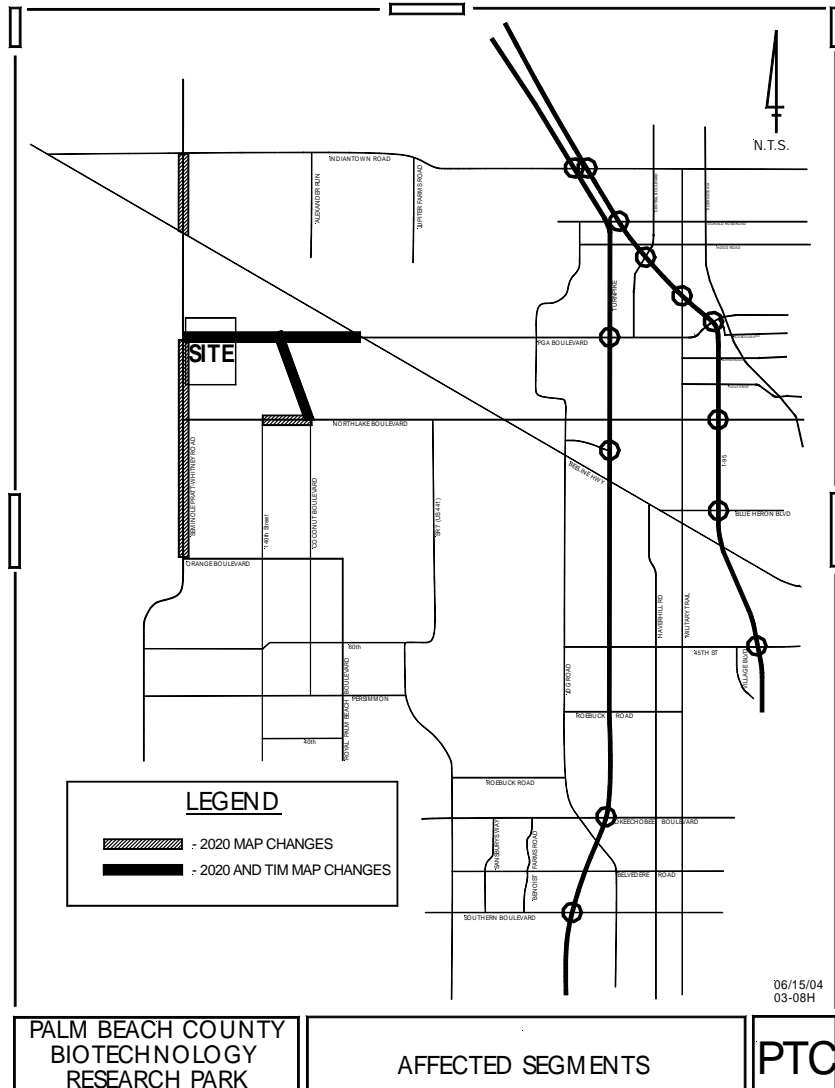 N.T.S.
INDIANTOWN ROAD
ALEXANDER RUN
JUPITER FARMS ROAD
TURNPIKE
SITE
PGA BOULEVARD
NORTHLAKE BOULEVARD
SEMINOLE PRATT-WHITNEY ROAD
140th Street
COCONUT BOULEVARD
SR 7 (US 441)
BEELINE HWY
I-95
BLUE HERON BLVD
ORANGE BOULEVARD
HAVERHILL RD
MILITARY TRAIL
60th
45TH ST
VILLAGE BLVD
ROYAL PALM BEACH BOULEVARD
PERSIMMON
JOG ROAD
ROEBUCK ROAD
40th
ROEBUCK ROAD
LEGEND
- 2020 MAP CHANGES
- 2020 AND TIM MAP CHANGES
OKEECHOBEE BOULEVARD
SANSBURYS WAY
BENOIST FARMS ROAD
BELVEDERE ROAD
SOUTHERN BOULEVARD
06/15/04
03-08H
PALM BEACH COUNTY
BIOTECHNOLOGY
RESEARCH PARK
AFFECTED SEGMENTS
PTC